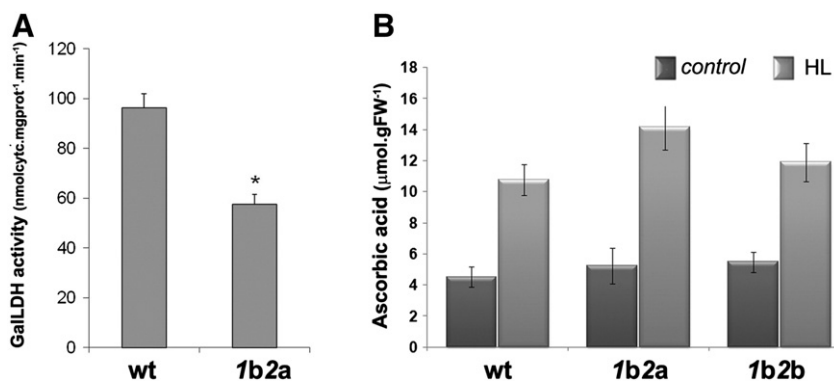 A
GalLDH activity (nmolcytc.mgprot⁻¹.min⁻¹)
120
100
80
60
40
20
0
*
wt
1b2a
B
control
HL
Ascorbic acid (µmol.gFW⁻¹)
18
16
14
12
10
8
6
4
2
0
wt
1b2a
1b2b